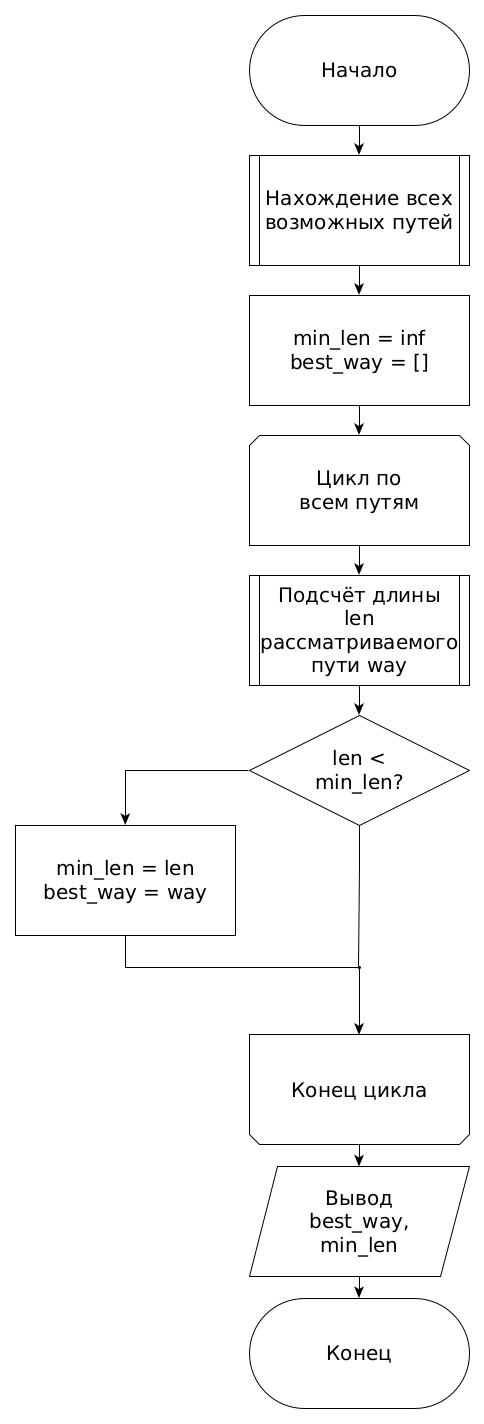 Начало
Нахождение всех
возможных путей
min_len = inf
best_way = []
Цикл по
всем путям
Подсчёт длины
len
рассматриваемого
пути way
len <
min_len?
min_len = len
best_way = way
Конец цикла
Вывод
best_way,
min_len
Конец